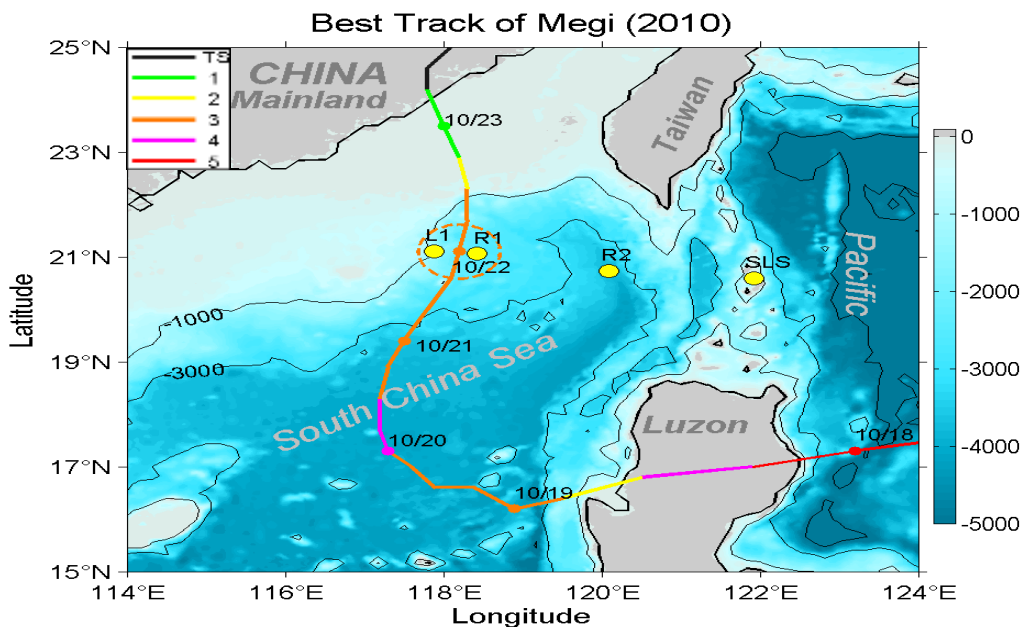 Best Track of Megi (2010)
25°N
23°N
21°N
19°N
17°N
15°N
Latitude
TS
1
2
3
4
5
CHINA
Mainland
Taiwan
10/23
L1
R1
10/22
R2
SLS
Pacific
-1000
-3000
10/21
South China Sea
10/20
Luzon
10/18
10/19
114°E
116°E
118°E
120°E
122°E
124°E
Longitude
0
-1000
-2000
-3000
-4000
-5000